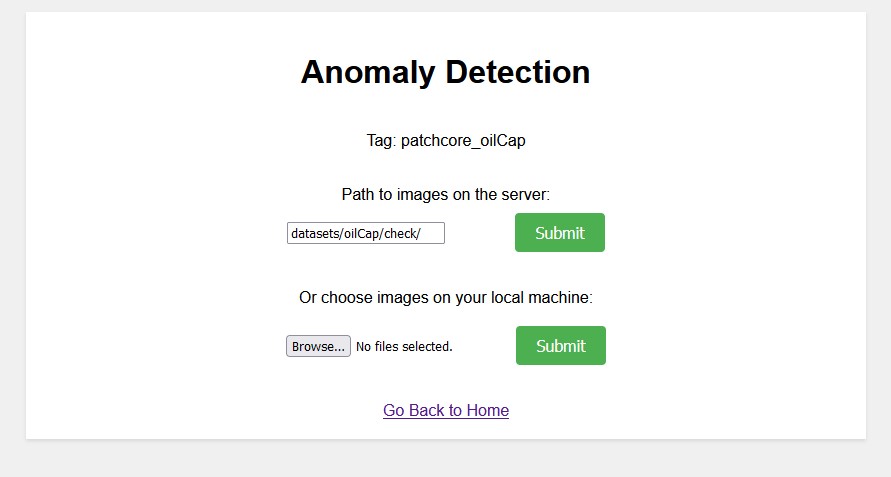 Anomaly Detection
Tag: patchcore_oilCap
Path to images on the server:
datasets/oilCap/check/ Submit
Or choose images on your local machine:
Browse... No files selected. Submit
Go Back to Home